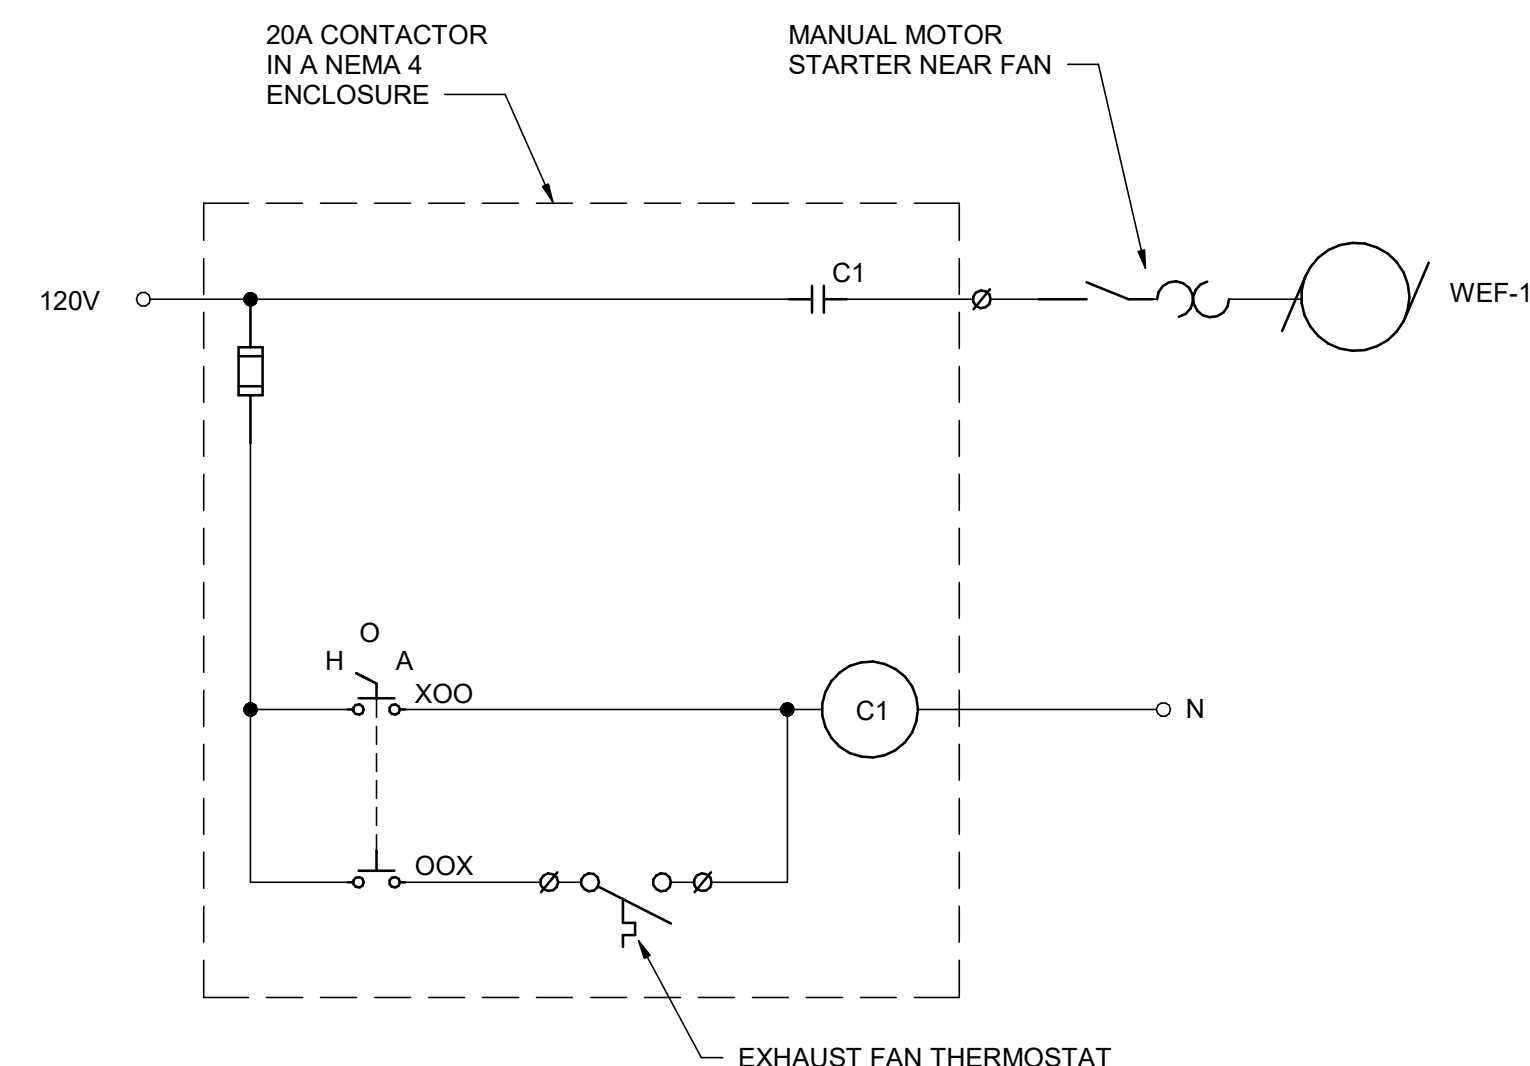 20A CONTACTOR
IN A NEMA 4
ENCLOSURE
MANUAL MOTOR
STARTER NEAR FAN
C1
120V
WEF-1
O
H A
XOO
C1
N
OOX
EXHAUST FAN THERMOSTAT